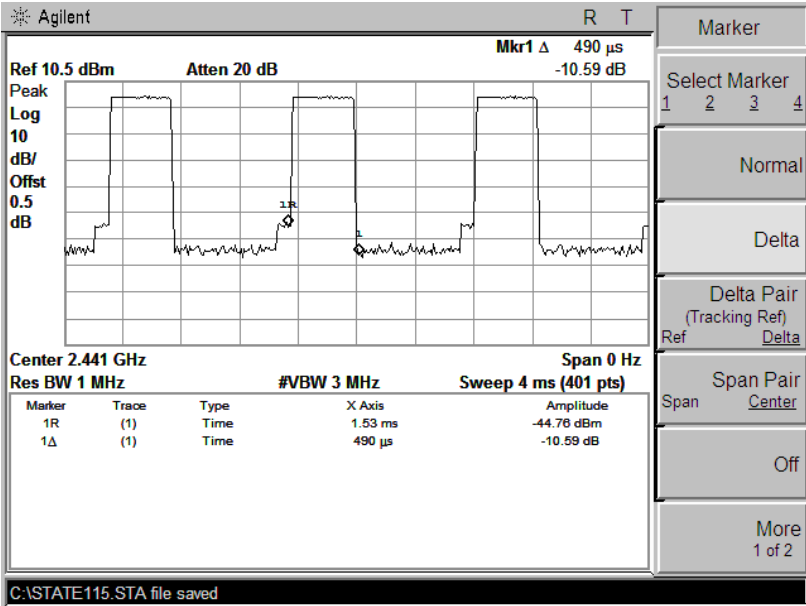 Agilent
R T
Mkr1 Δ 490 μs
Ref 10.5 dBm Atten 20 dB -10.59 dB
Peak
Log
10
dB/
Offst
0.5
dB
1R
1
Center 2.441 GHz Span 0 Hz
Res BW 1 MHz #VBW 3 MHz Sweep 4 ms (401 pts)
Marker Trace Type X Axis Amplitude
1R (1) Time 1.53 ms -44.76 dBm
1Δ (1) Time 490 μs -10.59 dB
C:\STATE115.STA file saved
Marker
Select Marker
1 2 3 4
Normal
Delta
Delta Pair
(Tracking Ref)
Ref Delta
Span Pair
Span Center
Off
More
1 of 2